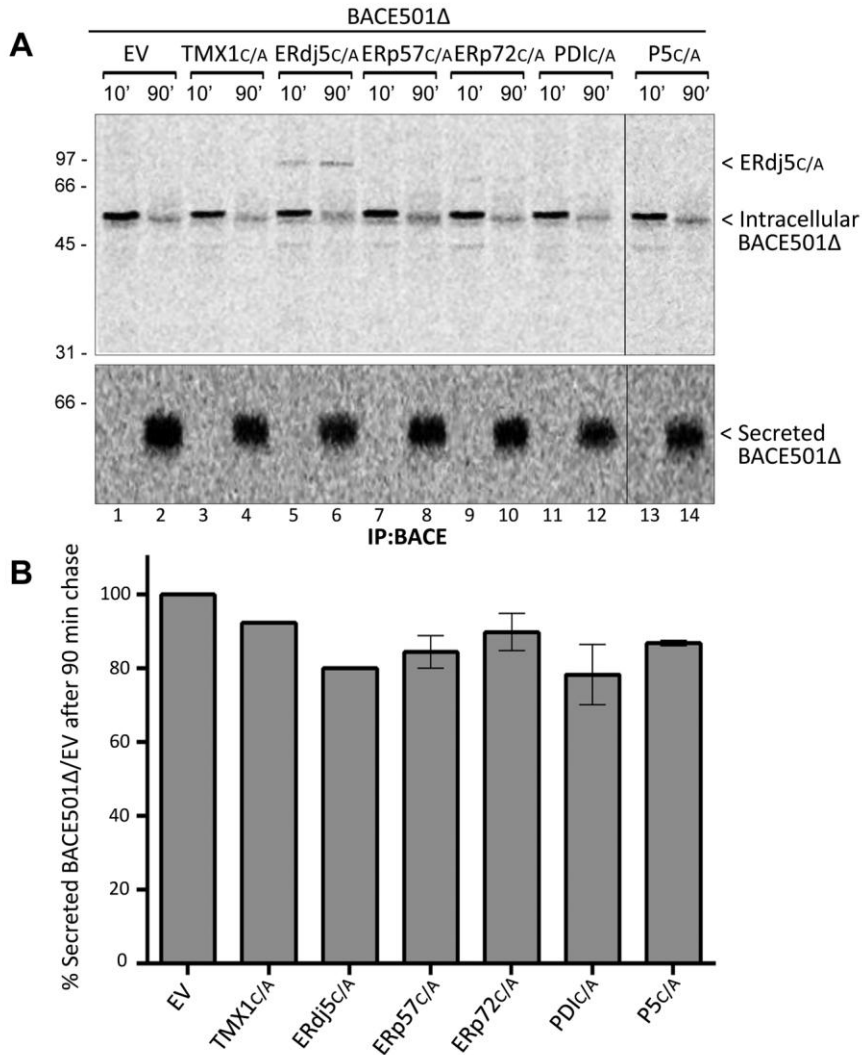 BACE501Δ
A
EV TMX1C/A ERdj5C/A ERp57C/A ERp72C/A PDIC/A P5C/A
10’ 90’ 10’ 90’ 10’ 90’ 10’ 90’ 10’ 90’ 10’ 90’ 10’ 90’
97 - < ERdj5C/A
66 -
< Intracellular
45 - BACE501Δ
31 -
66 -
< Secreted
BACE501Δ
1 2 3 4 5 6 7 8 9 10 11 12 13 14
IP:BACE
B
% Secreted BACE501Δ/EV after 90 min chase
100
80
60
40
20
0
EV TMX1C/A ERdj5C/A ERp57C/A ERp72C/A PDIC/A P5C/A